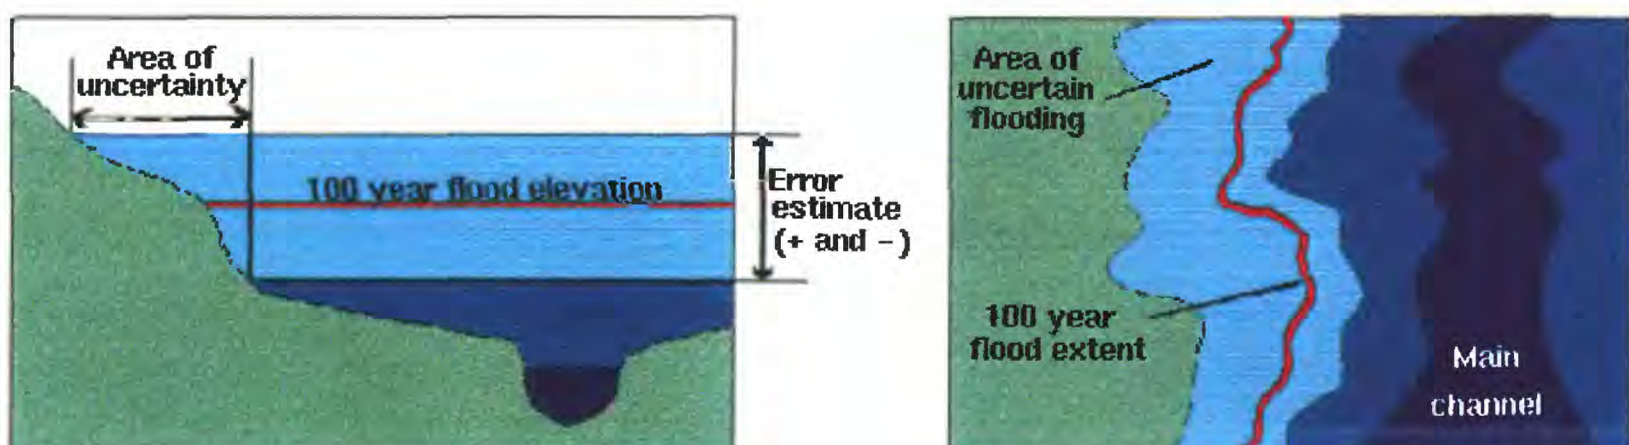 Area of
uncertainty
100 year flood elevation
Error
estimate
(+ and -)
Area of
uncertain
flooding
100 year
flood extent
Main
channel